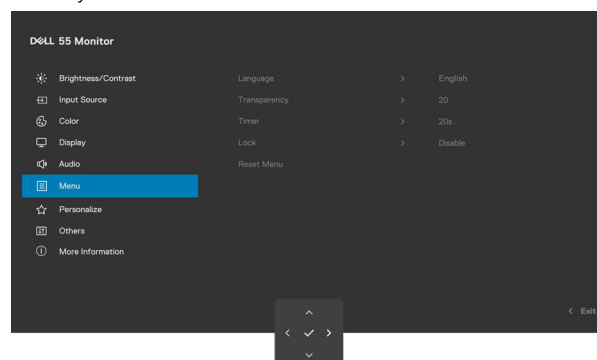 DELL 55 Monitor
Brightness/Contrast Language > English
Input Source Transparency > 20
Color Timer > 20s
Display Lock > Disable
Audio Reset Menu
Menu
Personalize
Others
More Information
< Exit